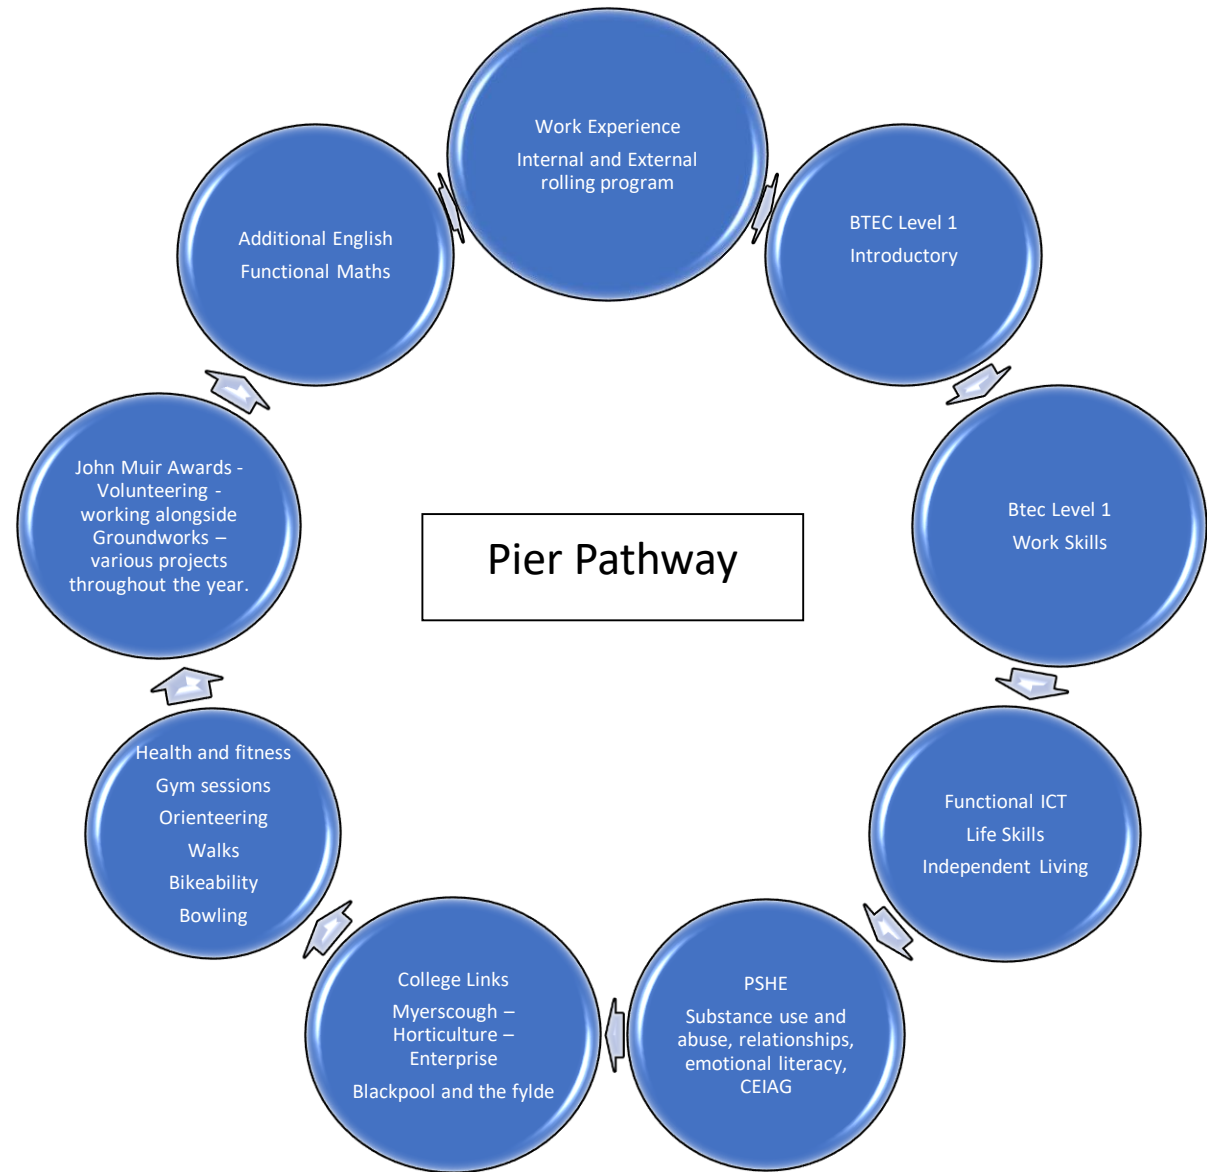 Work Experience
Internal and External
rolling program
BTEC Level 1
Introductory
Btec Level 1
Work Skills
Functional ICT
Life Skills
Independent Living
PSHE
Substance use and
abuse, relationships,
emotional literacy,
CEIAG
College Links
Myerscough –
Horticulture –
Enterprise
Blackpool and the fylde
Health and fitness
Gym sessions
Orienteering
Walks
Bikeability
Bowling
John Muir Awards -
Volunteering -
working alongside
Groundworks –
various projects
throughout the year.
Additional English
Functional Maths
Pier Pathway